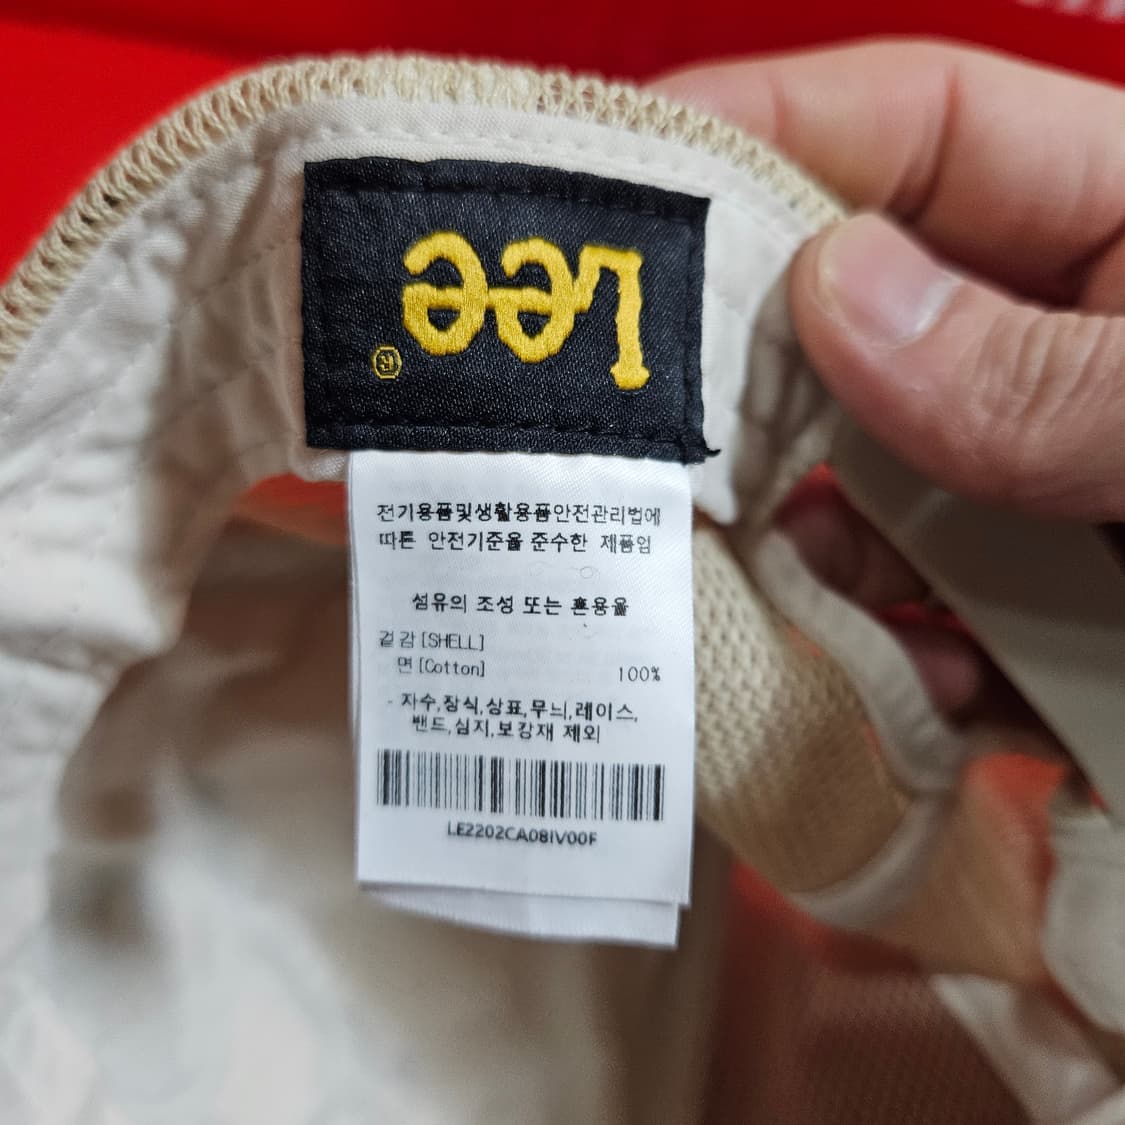 Lee
®
전기용품및생활용품안전관리법에
따른 안전기준을 준수한 제품임
섬유의 조성 또는 혼용율
겉감[SHELL]
면[Cotton] 100%
- 자수,장식,상표,무늬,레이스,
밴드,심지,보강재 제외
LE2202CA08IV00F